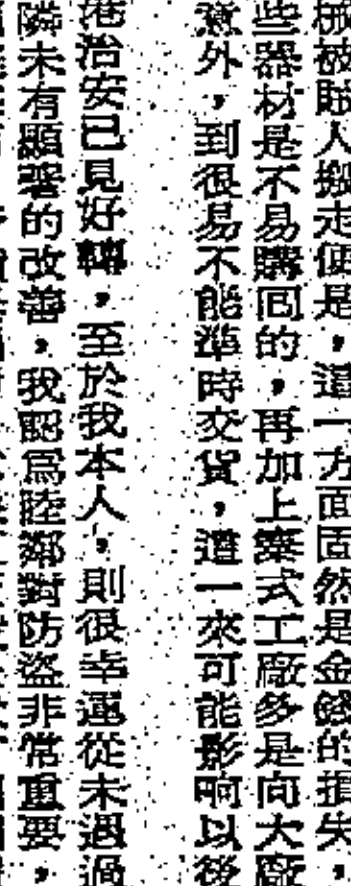 械被賊人搬走便是，這一方面固然是金錢的損失，
些器材是不易購回的，再加上寨式工廠多是向大廠
意外，到很易不能準時交貨，這一來可能影响以後
港治安已見好轉，至於我本人，則很幸運從未遇過
隣未有顯著的改善，我認爲睦鄰對防盜非常重要，